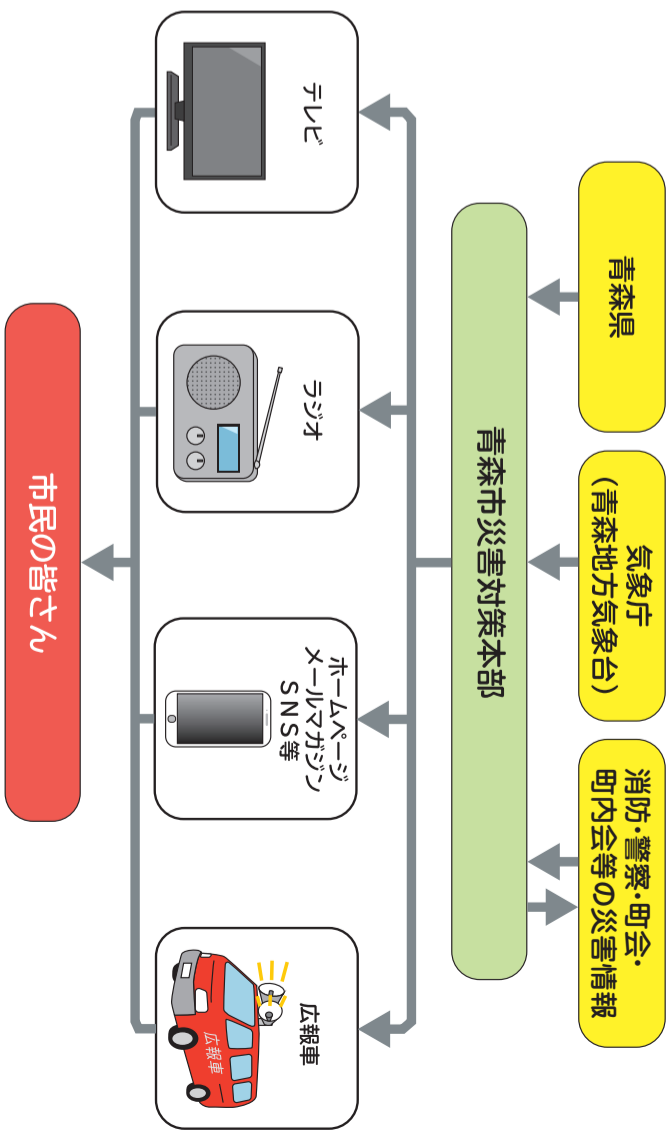 青森県
気象庁
(青森地方気象台)
消防・警察・町会・
町内会等の災害情報
青森市災害対策本部
テレビ
ラジオ
ホームページ
メールマガジン
SNS等
広報車
広報車
市民の皆さん